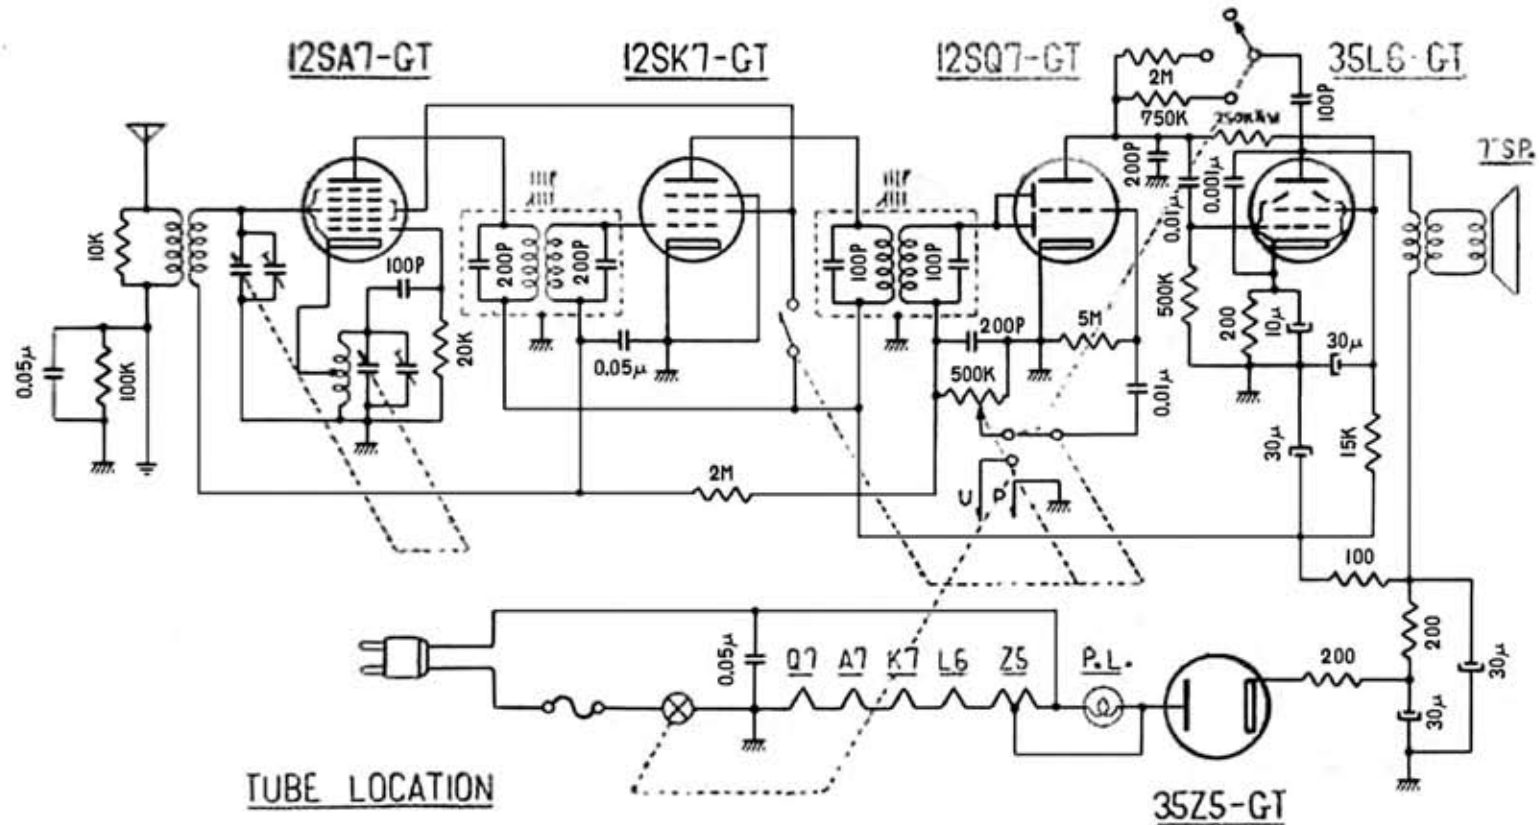 12SA7-GT
12SK7-GT
12SQ7-GT
35L6-GT
2M
750K
250K
100P
200P
0.01μ
0.001μ
7" SP.
10K
100P
200P
200P
100P
100P
20K
0.05μ
100K
0.05μ
200P
500K
5M
0.01μ
500K
200
10μ
30μ
30μ
15K
2M
U
P
100
200
200
30μ
30μ
0.05μ
Q7
A7
K7
L6
Z5
P.L.
TUBE LOCATION
35Z5-GT